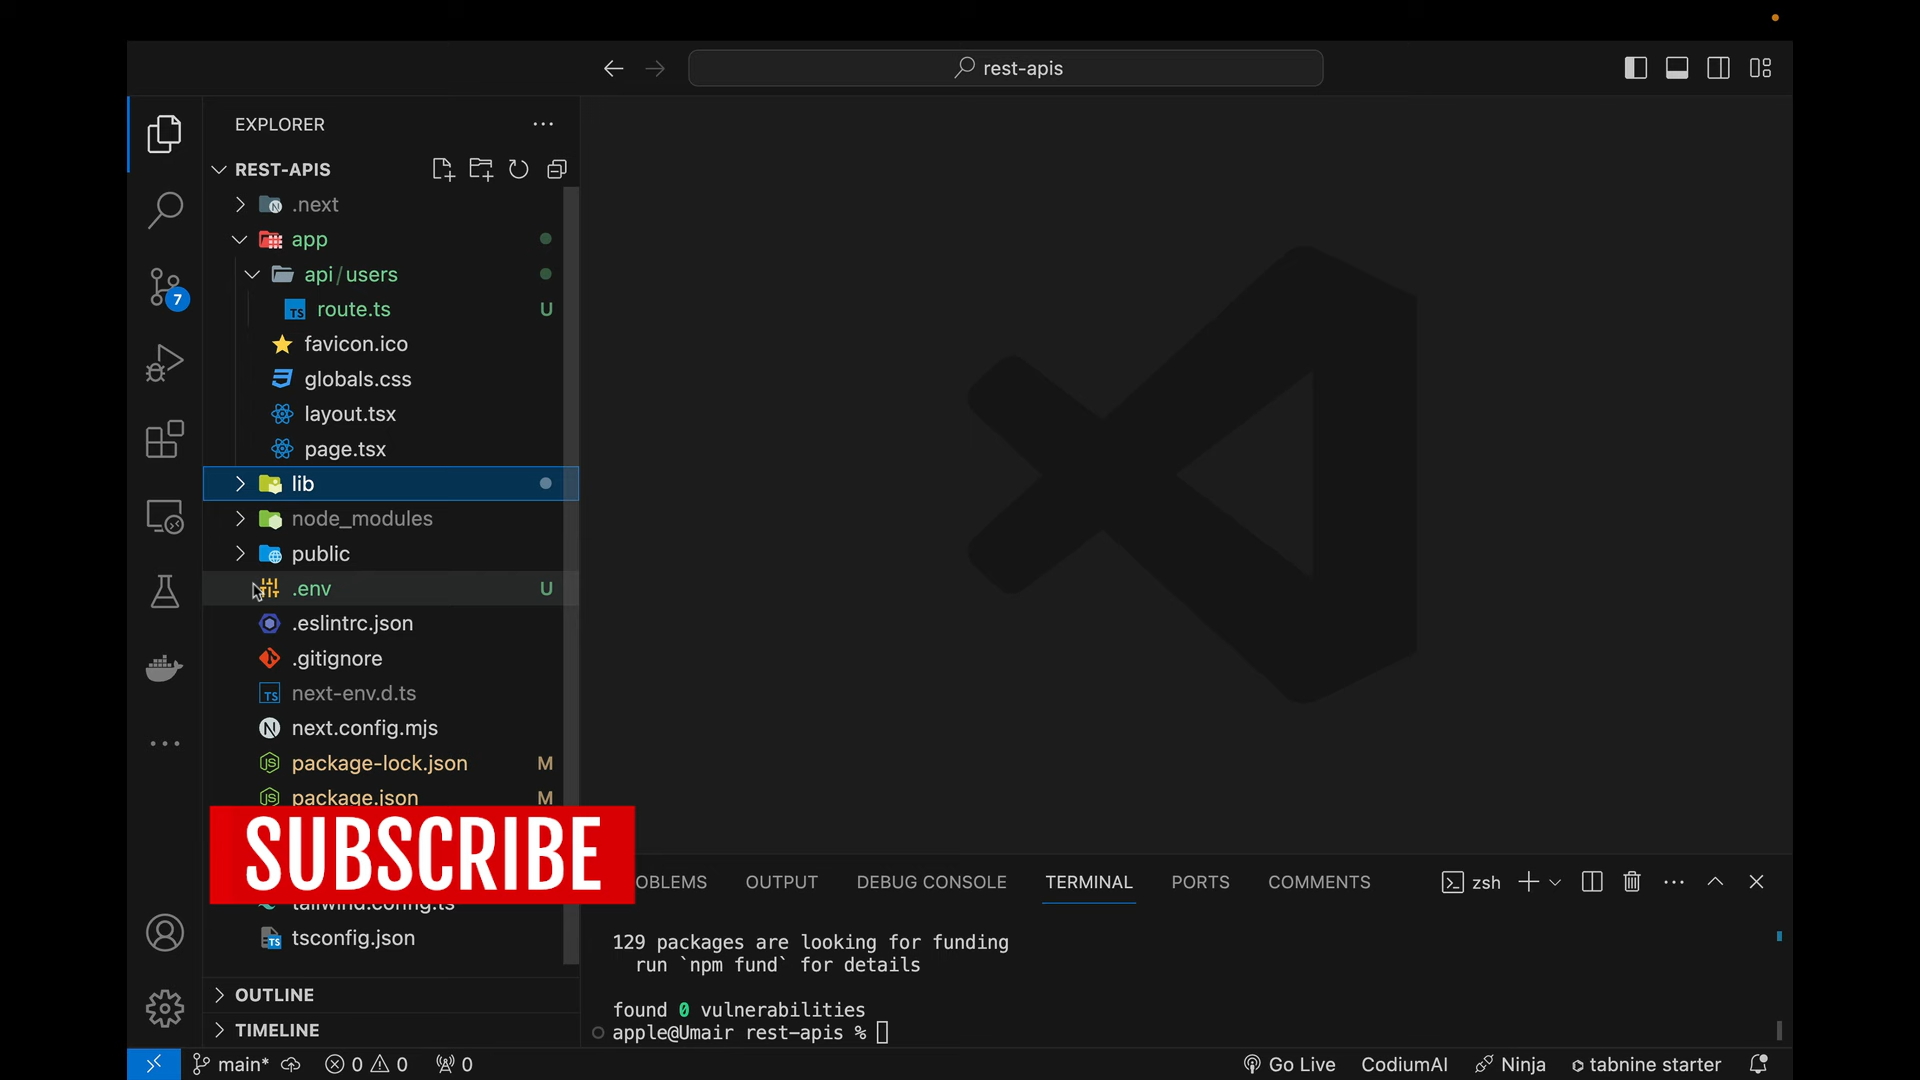 rest-apis
EXPLORER
REST-APIS
.next
app
api/users
route.ts U
favicon.ico
globals.css
layout.tsx
page.tsx
lib
node_modules
public
.env U
.eslintrc.json
.gitignore
next-env.d.ts
next.config.mjs
package-lock.json M
package.json M
SUBSCRIBE
tailwind.config.ts
tsconfig.json
OUTLINE
TIMELINE
7
OBLEMS OUTPUT DEBUG CONSOLE TERMINAL PORTS COMMENTS zsh
129 packages are looking for funding
run `npm fund` for details
found 0 vulnerabilities
apple@Umair rest-apis %
main* 0 0 0 Go Live CodiumAI Ninja tabnine starter